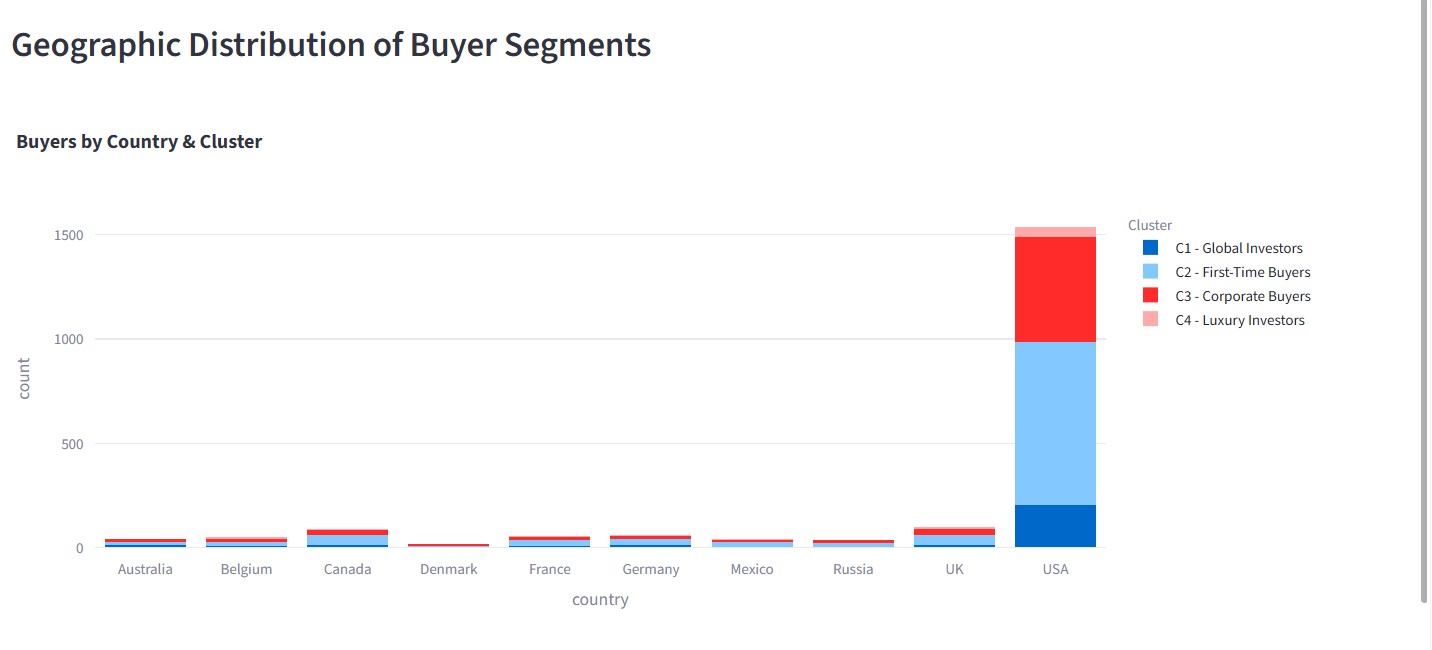 Geographic Distribution of Buyer Segments
Buyers by Country & Cluster
1500
1000
500
0
count
Australia
Belgium
Canada
Denmark
France
Germany
Mexico
Russia
UK
USA
country
Cluster
C1 - Global Investors
C2 - First-Time Buyers
C3 - Corporate Buyers
C4 - Luxury Investors